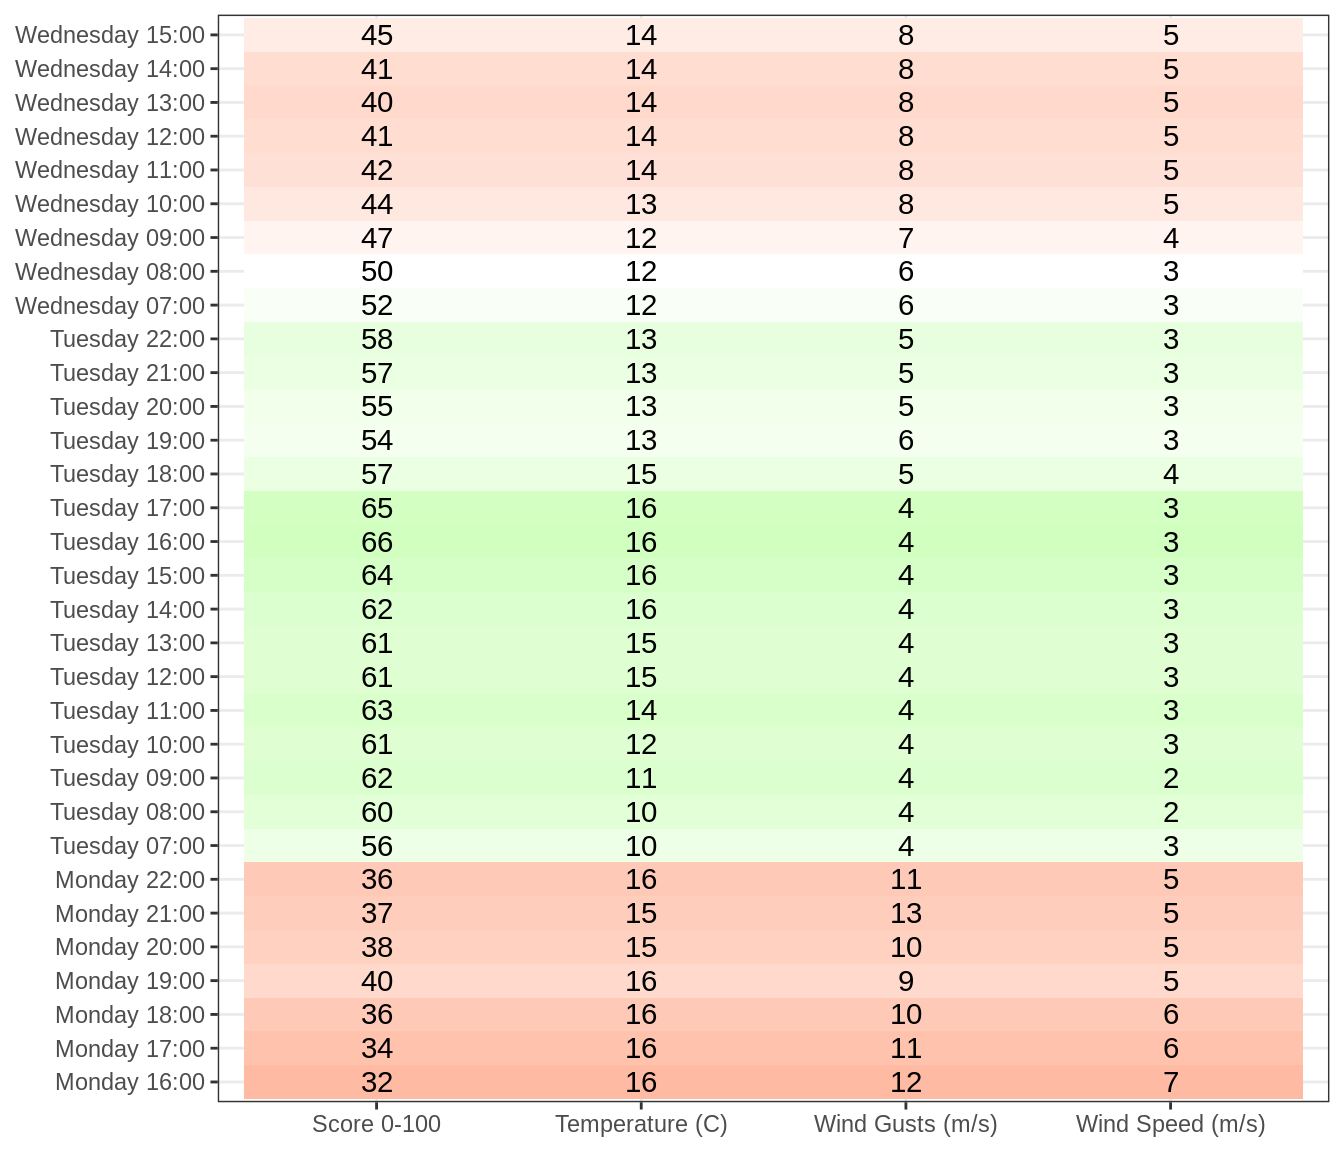 Wednesday 15:00 45 14 8 5
Wednesday 14:00 41 14 8 5
Wednesday 13:00 40 14 8 5
Wednesday 12:00 41 14 8 5
Wednesday 11:00 42 14 8 5
Wednesday 10:00 44 13 8 5
Wednesday 09:00 47 12 7 4
Wednesday 08:00 50 12 6 3
Wednesday 07:00 52 12 6 3
Tuesday 22:00 58 13 5 3
Tuesday 21:00 57 13 5 3
Tuesday 20:00 55 13 5 3
Tuesday 19:00 54 13 6 3
Tuesday 18:00 57 15 5 4
Tuesday 17:00 65 16 4 3
Tuesday 16:00 66 16 4 3
Tuesday 15:00 64 16 4 3
Tuesday 14:00 62 16 4 3
Tuesday 13:00 61 15 4 3
Tuesday 12:00 61 15 4 3
Tuesday 11:00 63 14 4 3
Tuesday 10:00 61 12 4 3
Tuesday 09:00 62 11 4 2
Tuesday 08:00 60 10 4 2
Tuesday 07:00 56 10 4 3
Monday 22:00 36 16 11 5
Monday 21:00 37 15 13 5
Monday 20:00 38 15 10 5
Monday 19:00 40 16 9 5
Monday 18:00 36 16 10 6
Monday 17:00 34 16 11 6
Monday 16:00 32 16 12 7
Score 0-100 Temperature (C) Wind Gusts (m/s) Wind Speed (m/s)